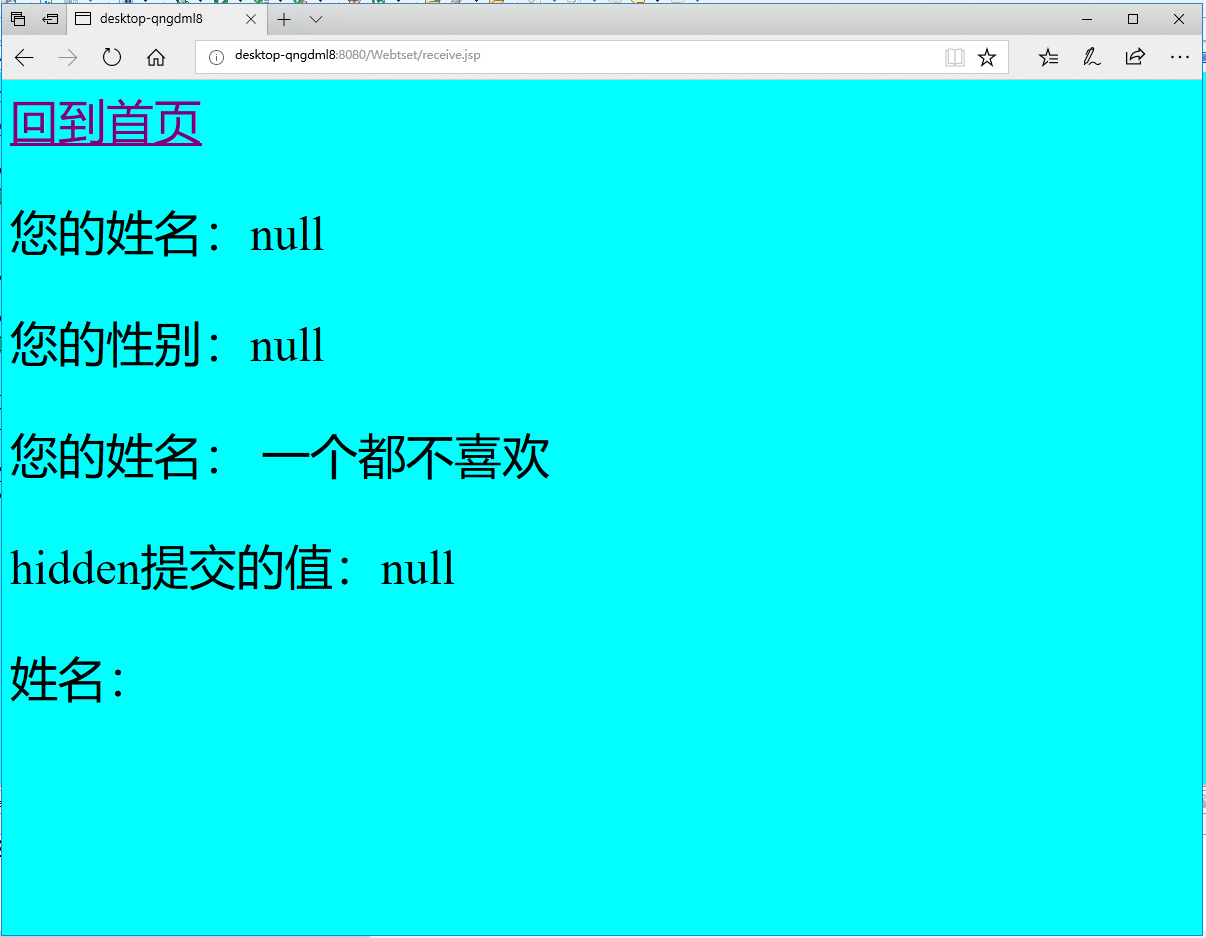 desktop-qngdml8
desktop-qngdml8:8080/Webtset/receive.jsp
回到首页
您的姓名：null
您的性别：null
您的姓名： 一个都不喜欢
hidden提交的值：null
姓名：